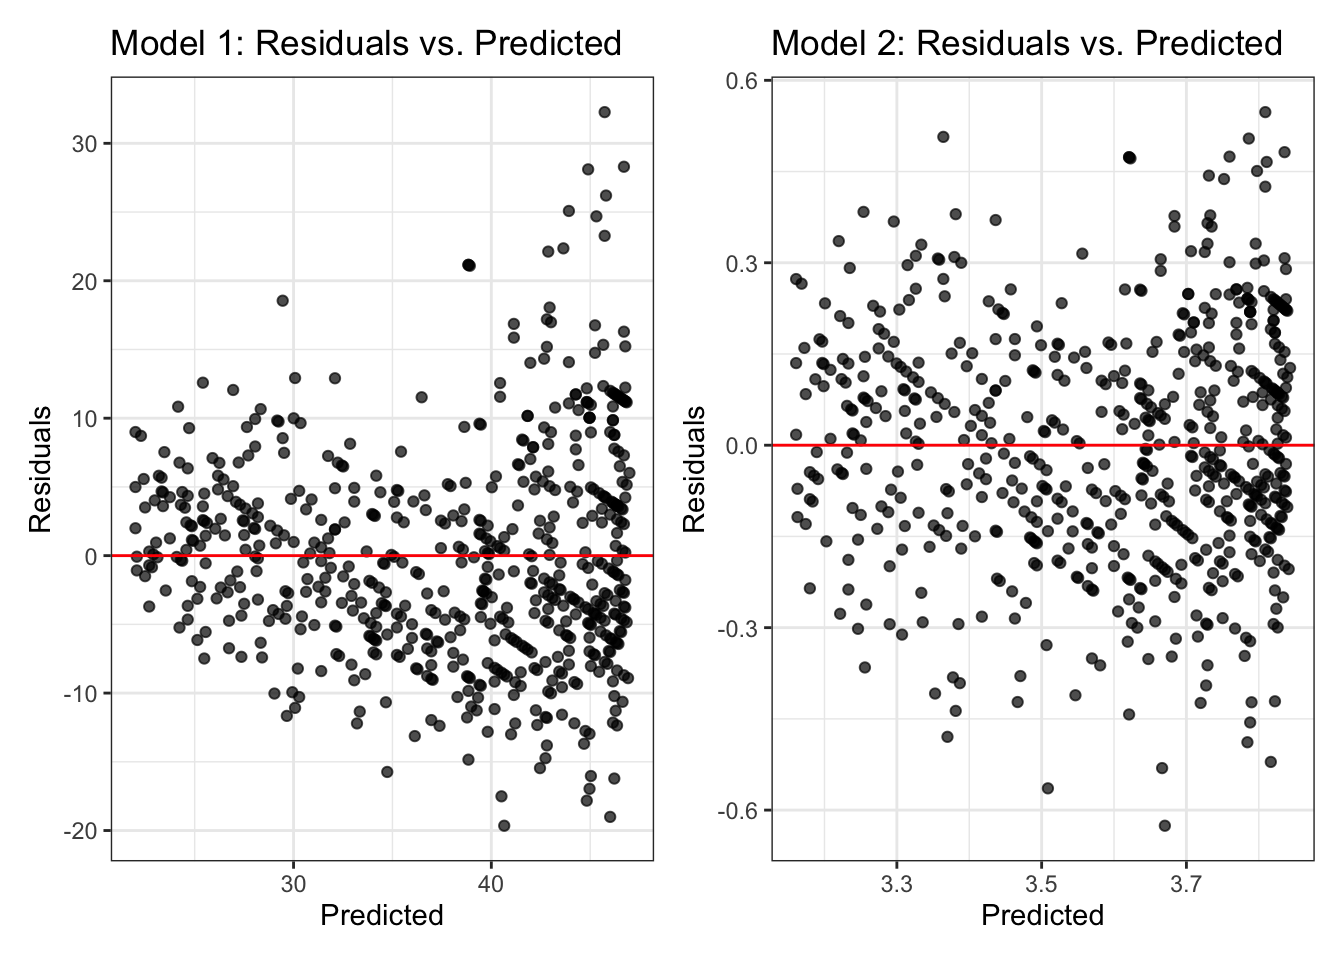 Model 1: Residuals vs. Predicted
Residuals
30
20
10
0
-10
-20
30
40
Predicted
Model 2: Residuals vs. Predicted
Residuals
0.6
0.3
0.0
-0.3
-0.6
3.3
3.5
3.7
Predicted